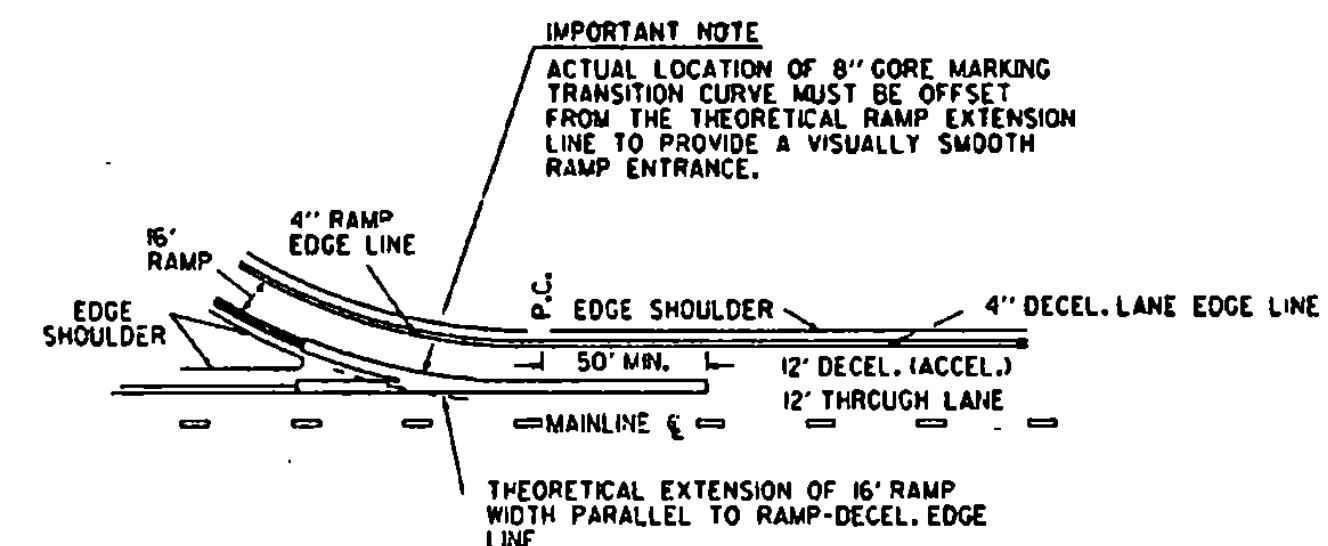 IMPORTANT NOTE
ACTUAL LOCATION OF 8" GORE MARKING
TRANSITION CURVE MUST BE OFFSET
FROM THE THEORETICAL RAMP EXTENSION
LINE TO PROVIDE A VISUALLY SMOOTH
RAMP ENTRANCE.
4" RAMP
EDGE LINE
16'
RAMP
EDGE
SHOULDER
P.C.
EDGE SHOULDER
4" DECEL. LANE EDGE LINE
50' MIN.
12' DECEL. (ACCEL.)
12' THROUGH LANE
MAINLINE ℄
THEORETICAL EXTENSION OF 16' RAMP
WIDTH PARALLEL TO RAMP-DECEL. EDGE
LINE